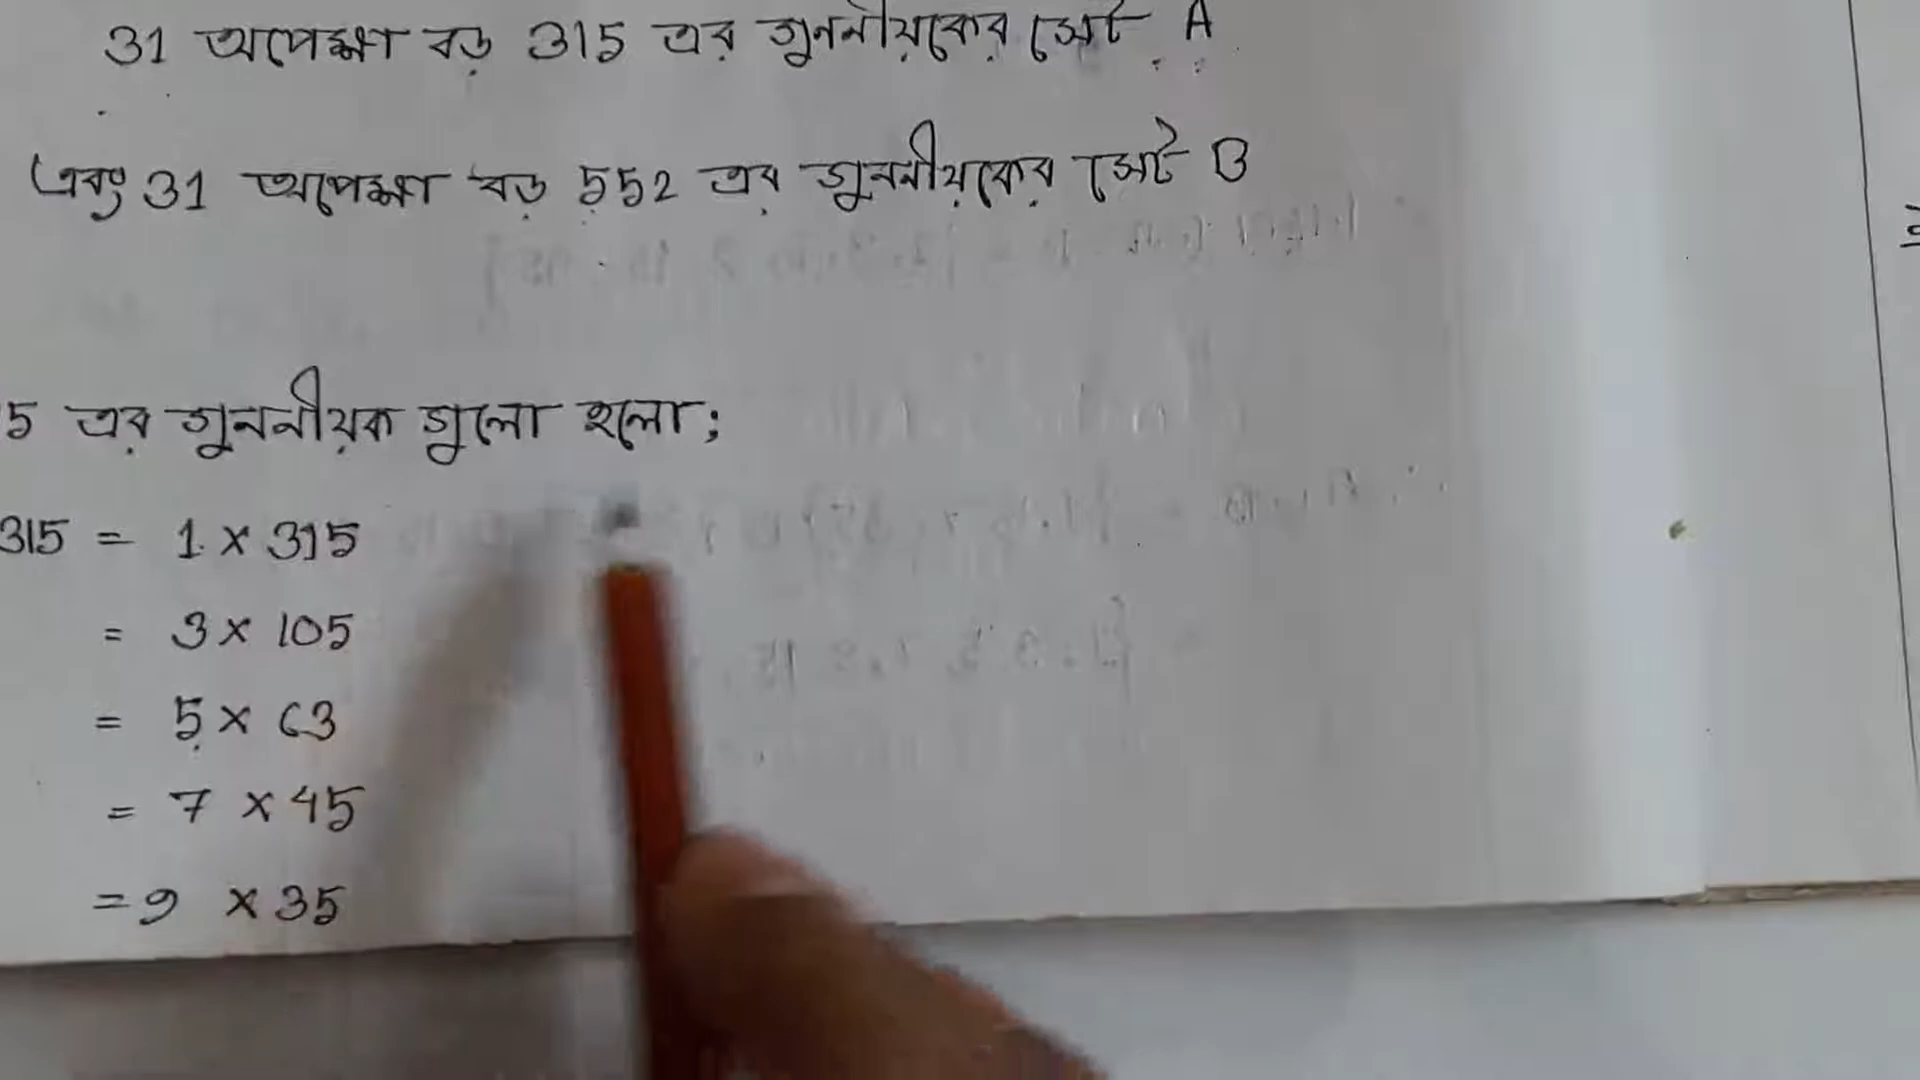 31 অপেক্ষা বড় 315 এর গুননীয়কের সেট A
এবং 31 অপেক্ষা বড় 552 এর গুননীয়কের সেট B
5 এর গুননীয়ক গুলো হলো;
315 = 1 × 315
= 3 × 105
= 5 × 63
= 7 × 45
= 9 × 35